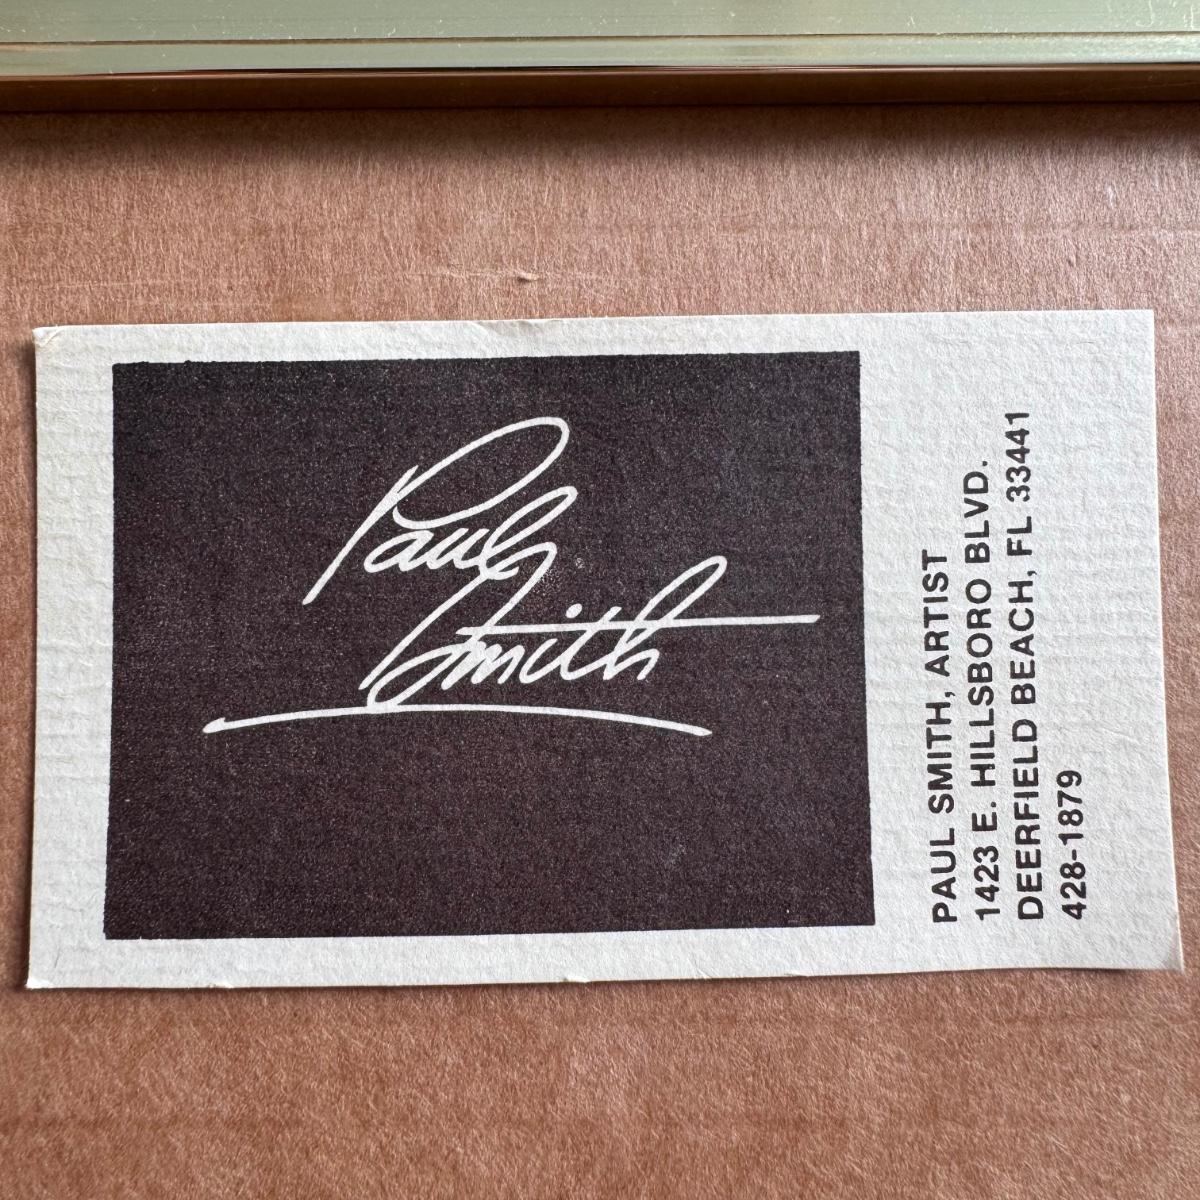 Paul
Smith
PAUL SMITH, ARTIST
1423 E. HILLSBORO BLVD.
DEERFIELD BEACH, FL 33441
428-1879